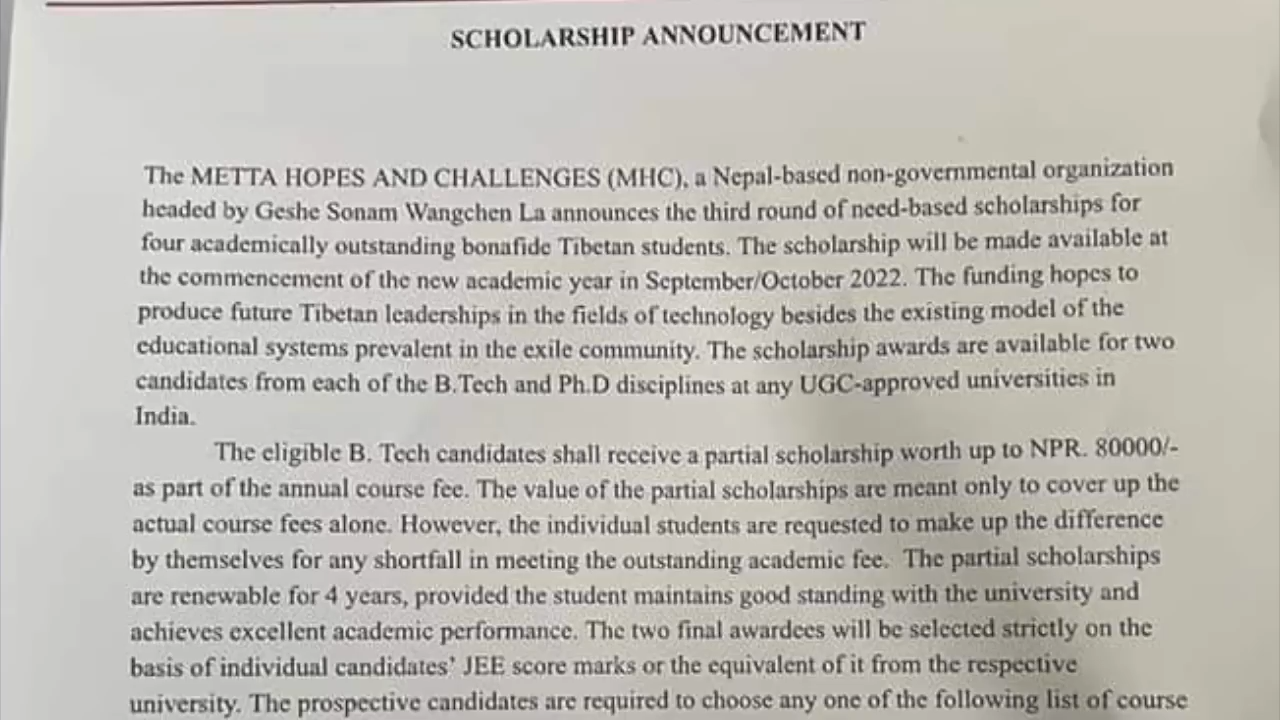 SCHOLARSHIP ANNOUNCEMENT
The METTA HOPES AND CHALLENGES (MHC), a Nepal-based non-governmental organization
headed by Geshe Sonam Wangchen La announces the third round of need-based scholarships for
four academically outstanding bonafide Tibetan students. The scholarship will be made available at
the commencement of the new academic year in September/October 2022. The funding hopes to
produce future Tibetan leaderships in the fields of technology besides the existing model of the
educational systems prevalent in the exile community. The scholarship awards are available for two
candidates from each of the B.Tech and Ph.D disciplines at any UGC-approved universities in
India.
The eligible B. Tech candidates shall receive a partial scholarship worth up to NPR. 80000/-
as part of the annual course fee. The value of the partial scholarships are meant only to cover up the
actual course fees alone. However, the individual students are requested to make up the difference
by themselves for any shortfall in meeting the outstanding academic fee. The partial scholarships
are renewable for 4 years, provided the student maintains good standing with the university and
achieves excellent academic performance. The two final awardees will be selected strictly on the
basis of individual candidates' JEE score marks or the equivalent of it from the respective
university. The prospective candidates are required to choose any one of the following list of course